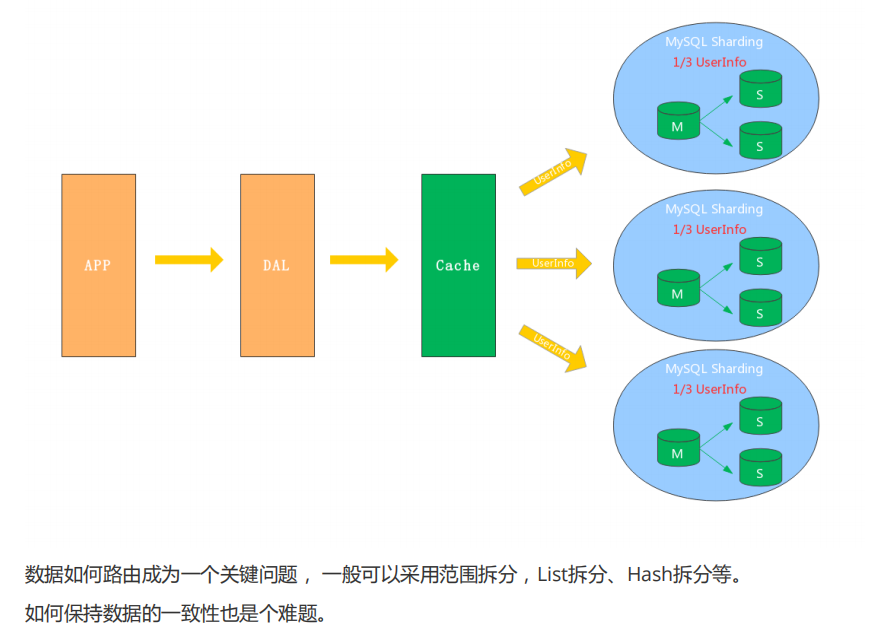 APP
DAL
Cache
UserInfo
UserInfo
UserInfo
MySQL Sharding
1/3 UserInfo
M
S
S
MySQL Sharding
1/3 UserInfo
M
S
S
MySQL Sharding
1/3 UserInfo
M
S
S
数据如何路由成为一个关键问题，一般可以采用范围拆分，List拆分、Hash拆分等。
如何保持数据的一致性也是个难题。